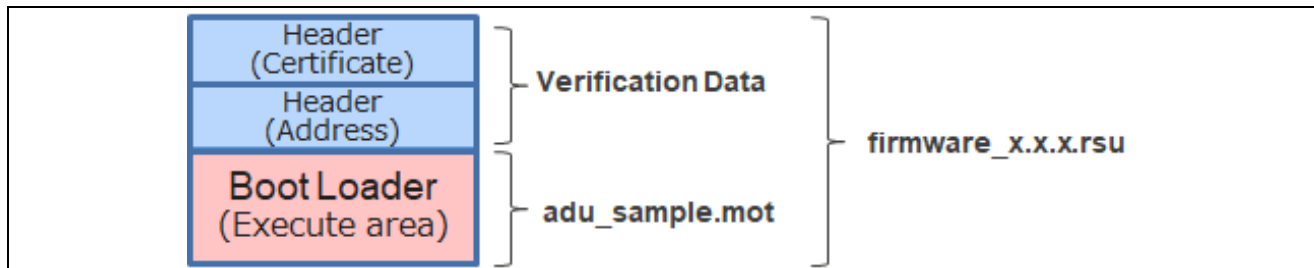 Header
(Certificate)
Header
(Address)
Boot Loader
(Execute area)
Verification Data
adu_sample.mot
firmware_x.x.x.rsu